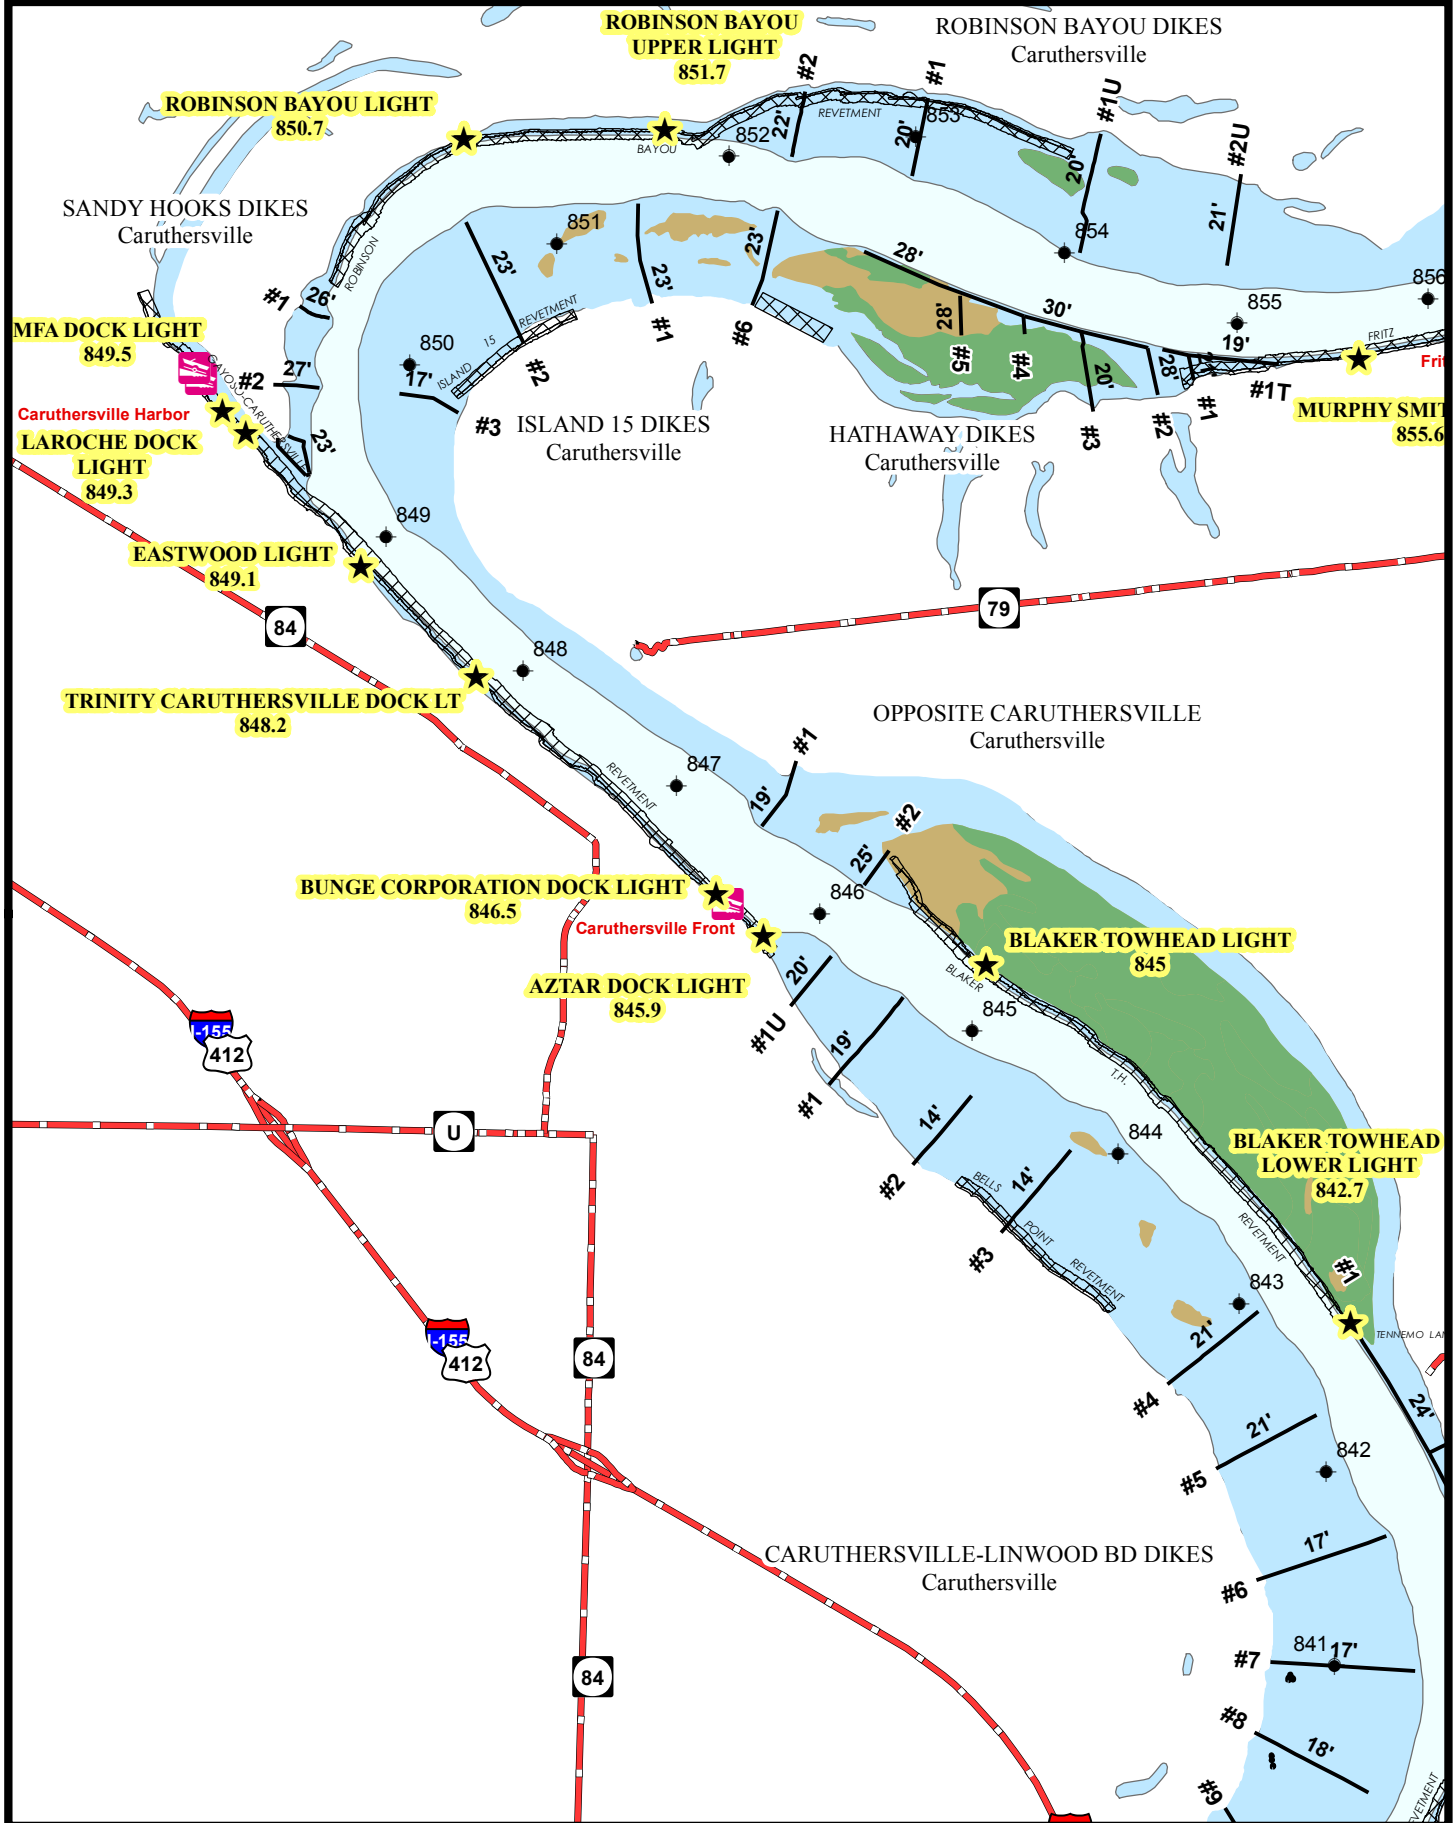 ROBINSON BAYOU
UPPER LIGHT
851.7
ROBINSON BAYOU DIKES
Caruthersville
ROBINSON BAYOU LIGHT
850.7
#2
#1
#1U
#2U
22'
20'
20'
21'
REVETMENT
BAYOU
852
853
854
855
856
SANDY HOOKS DIKES
Caruthersville
ROBINSON
#1
26'
#2
27'
23'
MFA DOCK LIGHT
849.5
GAYOSO-CARUTHERSVILLE
Caruthersville Harbor
LAROCHE DOCK
LIGHT
849.3
851
850
17'
23'
23'
23'
ISLAND 15 REVETMENT
#3
#2
#1
#6
ISLAND 15 DIKES
Caruthersville
28'
30'
28'
20'
28'
19'
#5
#4
#3
#2
#1
#1T
FRITZ
HATHAWAY DIKES
Caruthersville
MURPHY SMIT
855.6
849
EASTWOOD LIGHT
849.1
84
79
848
TRINITY CARUTHERSVILLE DOCK LT
848.2
REVETMENT
847
OPPOSITE CARUTHERSVILLE
Caruthersville
#1
19'
#2
25'
846
BUNGE CORPORATION DOCK LIGHT
846.5
Caruthersville Front
AZTAR DOCK LIGHT
845.9
BLAKER TOWHEAD LIGHT
845
BLAKER
T.H.
REVETMENT
845
20'
#1U
19'
#1
14'
#2
14'
#3
BELLS
POINT
REVETMENT
844
BLAKER TOWHEAD
LOWER LIGHT
842.7
#1
TENNEMO LAN
24'
843
21'
#4
21'
#5
842
17'
#6
841
17'
#7
18'
#8
#9
I-155
412
U
I-155
412
84
84
CARUTHERSVILLE-LINWOOD BD DIKES
Caruthersville